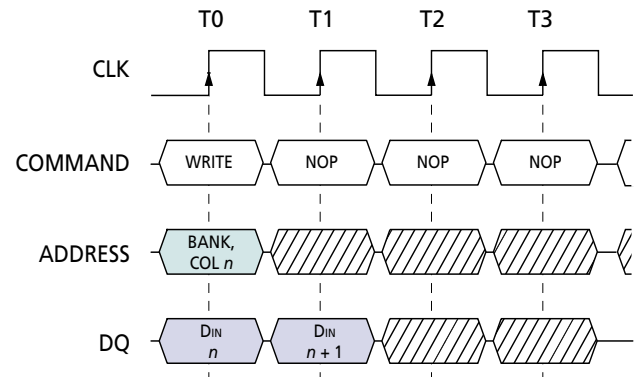 T0 T1 T2 T3
CLK
COMMAND WRITE NOP NOP NOP
ADDRESS BANK,
COL n
DQ DIN DIN
n n + 1